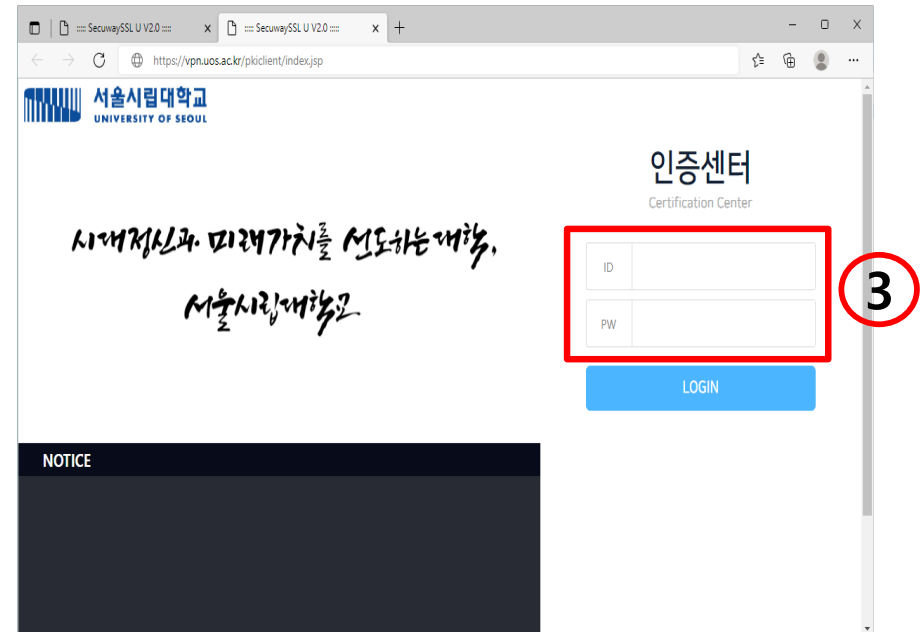 ::::: SecuwaySSL U V2.0 :::::
::::: SecuwaySSL U V2.0 :::::
https://vpn.uos.ac.kr/pkiclient/index.jsp
서울시립대학교
UNIVERSITY OF SEOUL
인증센터
Certification Center
시대정신과 미래가치를 선도하는 대학,
서울시립대학교
ID
PW
3
LOGIN
NOTICE